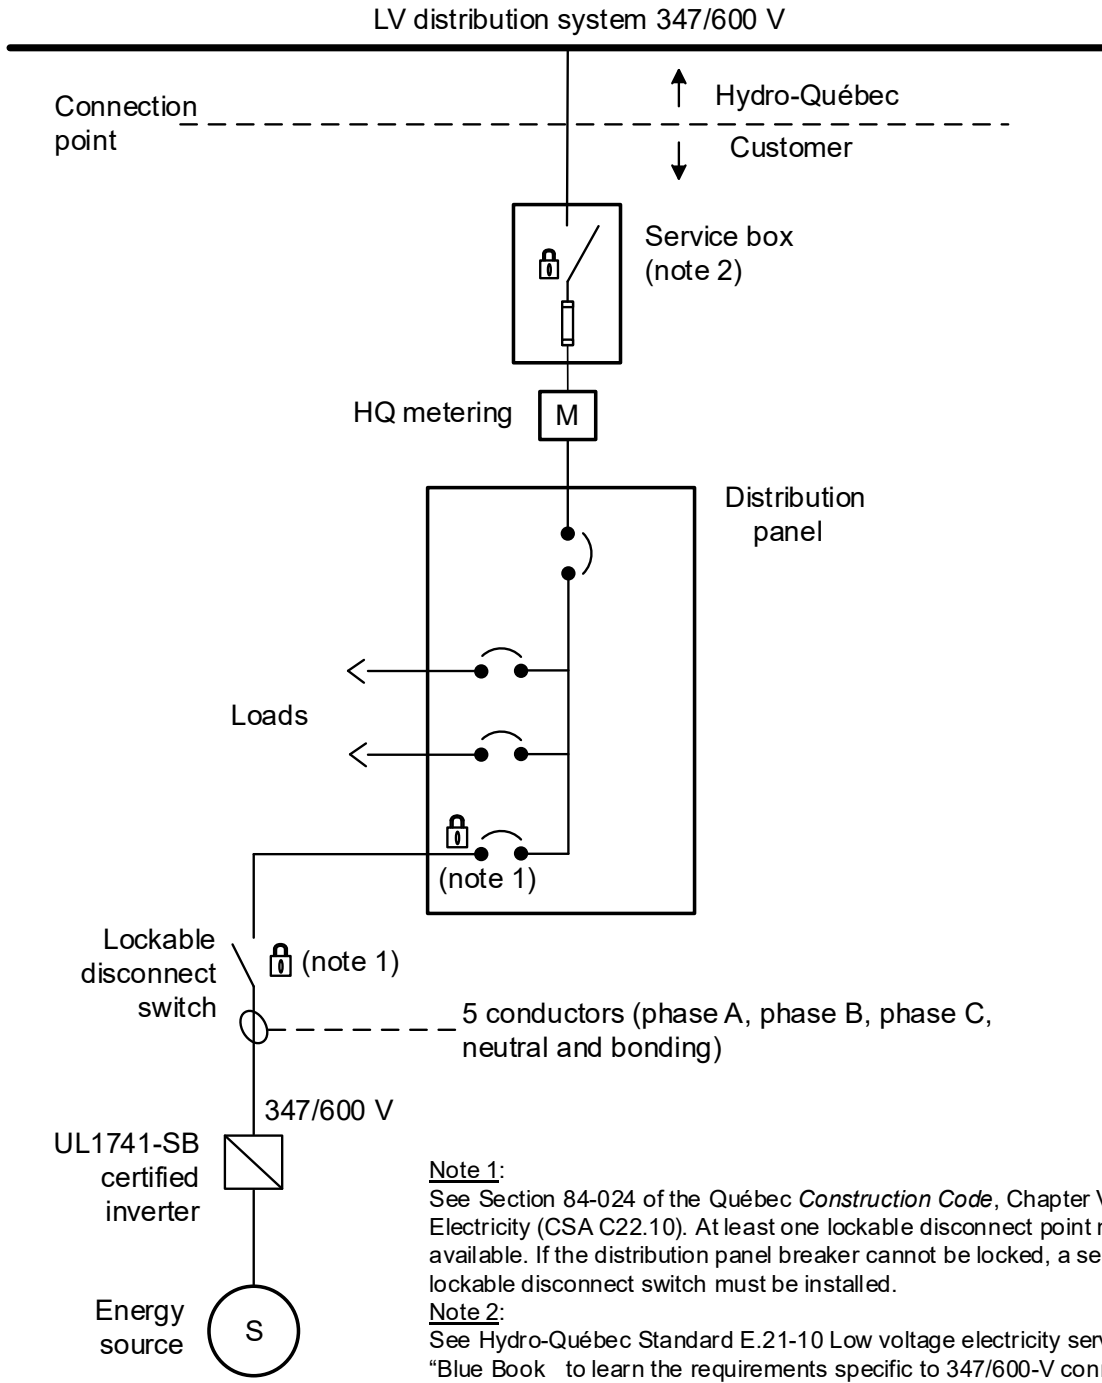 LV distribution system 347/600 V
Connection
point
Hydro-Québec
Customer
Service box
(note 2)
HQ metering
M
Distribution
panel
Loads
(note 1)
Lockable
disconnect
switch
(note 1)
5 conductors (phase A, phase B, phase C,
neutral and bonding)
347/600 V
UL1741-SB
certified
inverter
Energy
source
S
Note 1:
See Section 84-024 of the Québec Construction Code, Chapter V
Electricity (CSA C22.10). At least one lockable disconnect point
available. If the distribution panel breaker cannot be locked, a
lockable disconnect switch must be installed.
Note 2:
See Hydro-Québec Standard E.21-10 Low voltage electricity
“Blue Book to learn the requirements specific to 347/600-V